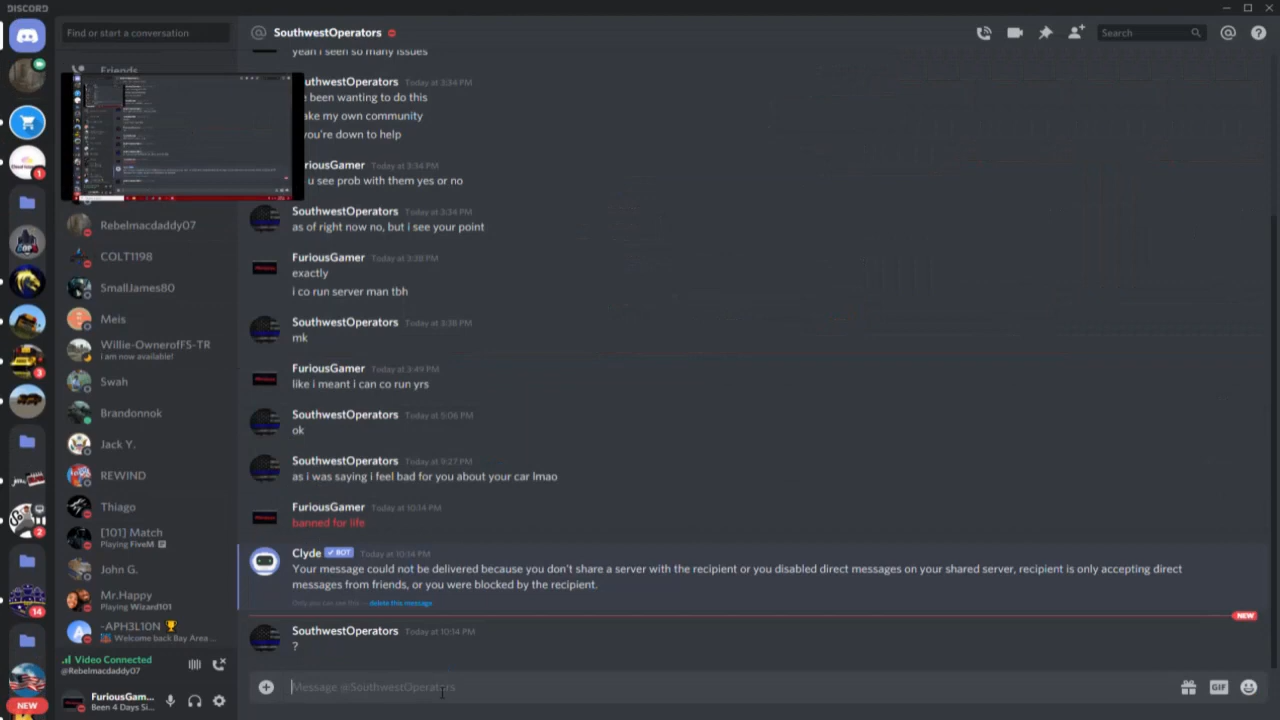 DISCORD
Find or start a conversation
SouthwestOperators
Search
Friends
yeah i seen so many issues
uthwestOperators Today at 3:34 PM
been wanting to do this
ake my own community
you're down to help
riousGamer Today at 3:34 PM
u see prob with them yes or no
SouthwestOperators Today at 3:34 PM
as of right now no, but i see your point
FuriousGamer Today at 3:38 PM
exactly
i co run server man tbh
SouthwestOperators Today at 3:38 PM
mk
FuriousGamer Today at 3:49 PM
like i meant i can co run yrs
SouthwestOperators Today at 5:06 PM
ok
SouthwestOperators Today at 9:27 PM
as i was saying i feel bad for you about your car lmao
FuriousGamer Today at 10:14 PM
banned for life
Clyde BOT Today at 10:14 PM
Your message could not be delivered because you don't share a server with the recipient or you disabled direct messages on your shared server, recipient is only accepting direct
messages from friends, or you were blocked by the recipient.
Only you can see this — delete this message
NEW
SouthwestOperators Today at 10:14 PM
?
Message @SouthwestOperators
GIF
Rebelmacdaddy07
COLT1198
SmallJames80
Meis
Willie-OwnerofFS-TR
I am now available!
Swah
Brandonnok
Jack Y.
REWIND
Thiago
[101] Match
Playing FiveM
John G.
Mr.Happy
Playing Wizard101
-APH3L10N
Welcome back Bay Area ...
Video Connected
@Rebelmacdaddy07
FuriousGam...
Been 4 Days Si...
1
3
2
14
NEW